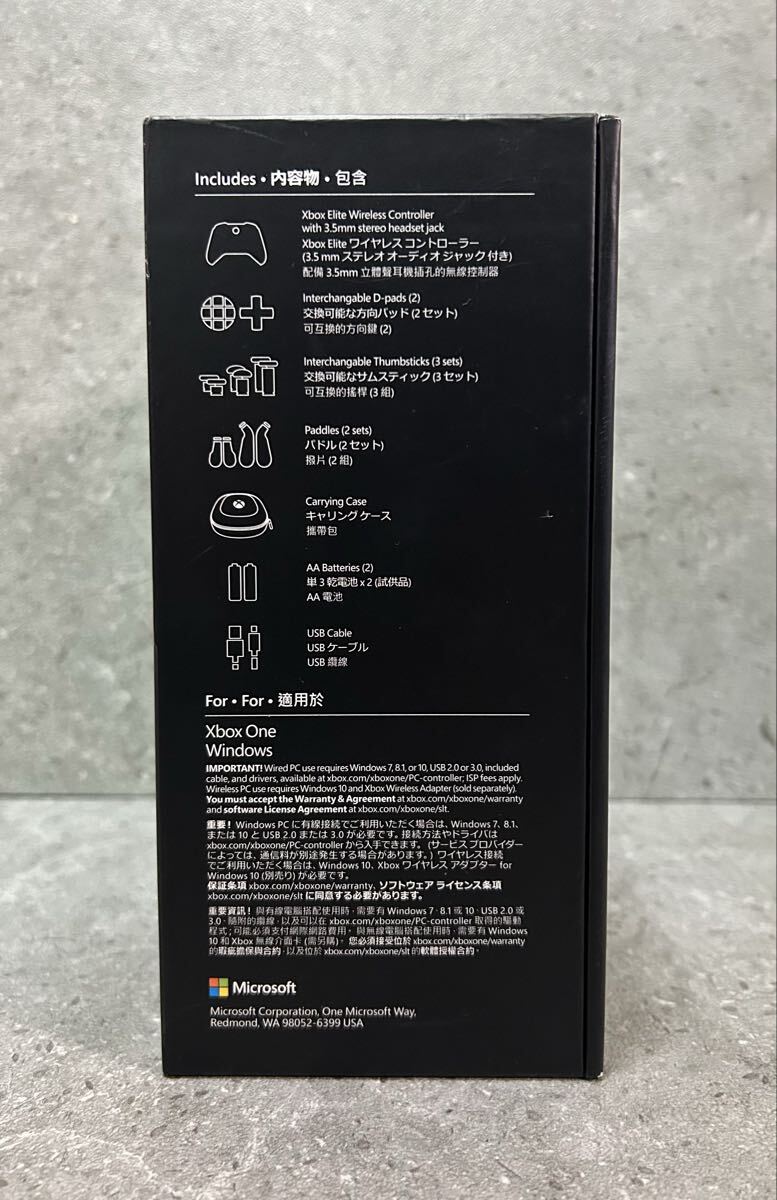 Includes • 内容物 • 包含
Xbox Elite Wireless Controller
with 3.5mm stereo headset jack
Xbox Elite ワイヤレス コントローラー
(3.5 mm ステレオ オーディオ ジャック 付き)
配備 3.5mm 立體聲耳機插孔的無線控制器
Interchangable D-pads (2)
交換可能な方向パッド (2 セット)
可互換的方向鍵 (2)
Interchangable Thumbsticks (3 sets)
交換可能なサムスティック (3 セット)
可互換的搖桿 (3 組)
Paddles (2 sets)
パドル (2 セット)
撥片 (2 組)
Carrying Case
キャリング ケース
攜帶包
AA Batteries (2)
単 3 乾電池 x 2 (試供品)
AA 電池
USB Cable
USB ケーブル
USB 纜線
For • For • 適用於
Xbox One
Windows
IMPORTANT! Wired PC use requires Windows 7, 8.1, or 10, USB 2.0 or 3.0, included
cable, and drivers, available at xbox.com/xboxone/PC-controller; ISP fees apply.
Wireless PC use requires Windows 10 and Xbox Wireless Adapter (sold separately).
You must accept the Warranty & Agreement at xbox.com/xboxone/warranty
and software License Agreement at xbox.com/xboxone/slt.
重要! Windows PC に有線接続でご利用いただく場合は、Windows 7、8.1、
または 10 と USB 2.0 または 3.0 が必要です。接続方法やドライバは
xbox.com/xboxone/PC-controller から入手できます。(サービス プロバイダー
によっては、通信料が別途発生する場合があります。) ワイヤレス接続
でご利用いただく場合は、Windows 10、Xbox ワイヤレス アダプター for
Windows 10 (別売り) が必要です。
保証条項 xbox.com/xboxone/warranty、ソフトウェア ライセンス条項
xbox.com/xboxone/slt に同意する必要があります。
重要資訊! 與有線電腦搭配使用時,需要有 Windows 7、8.1 或 10、USB 2.0 或
3.0、隨附的纜線,以及可以在 xbox.com/xboxone/PC-controller 取得的驅動
程式;可能必須支付網際網路費用。與無線電腦搭配使用時,需要有 Windows
10 和 Xbox 無線介面卡 (需另購)。您必須接受位於 xbox.com/xboxone/warranty
的瑕疵擔保與合約,以及位於 xbox.com/xboxone/slt 的軟體授權合約。
Microsoft
Microsoft Corporation, One Microsoft Way,
Redmond, WA 98052-6399 USA